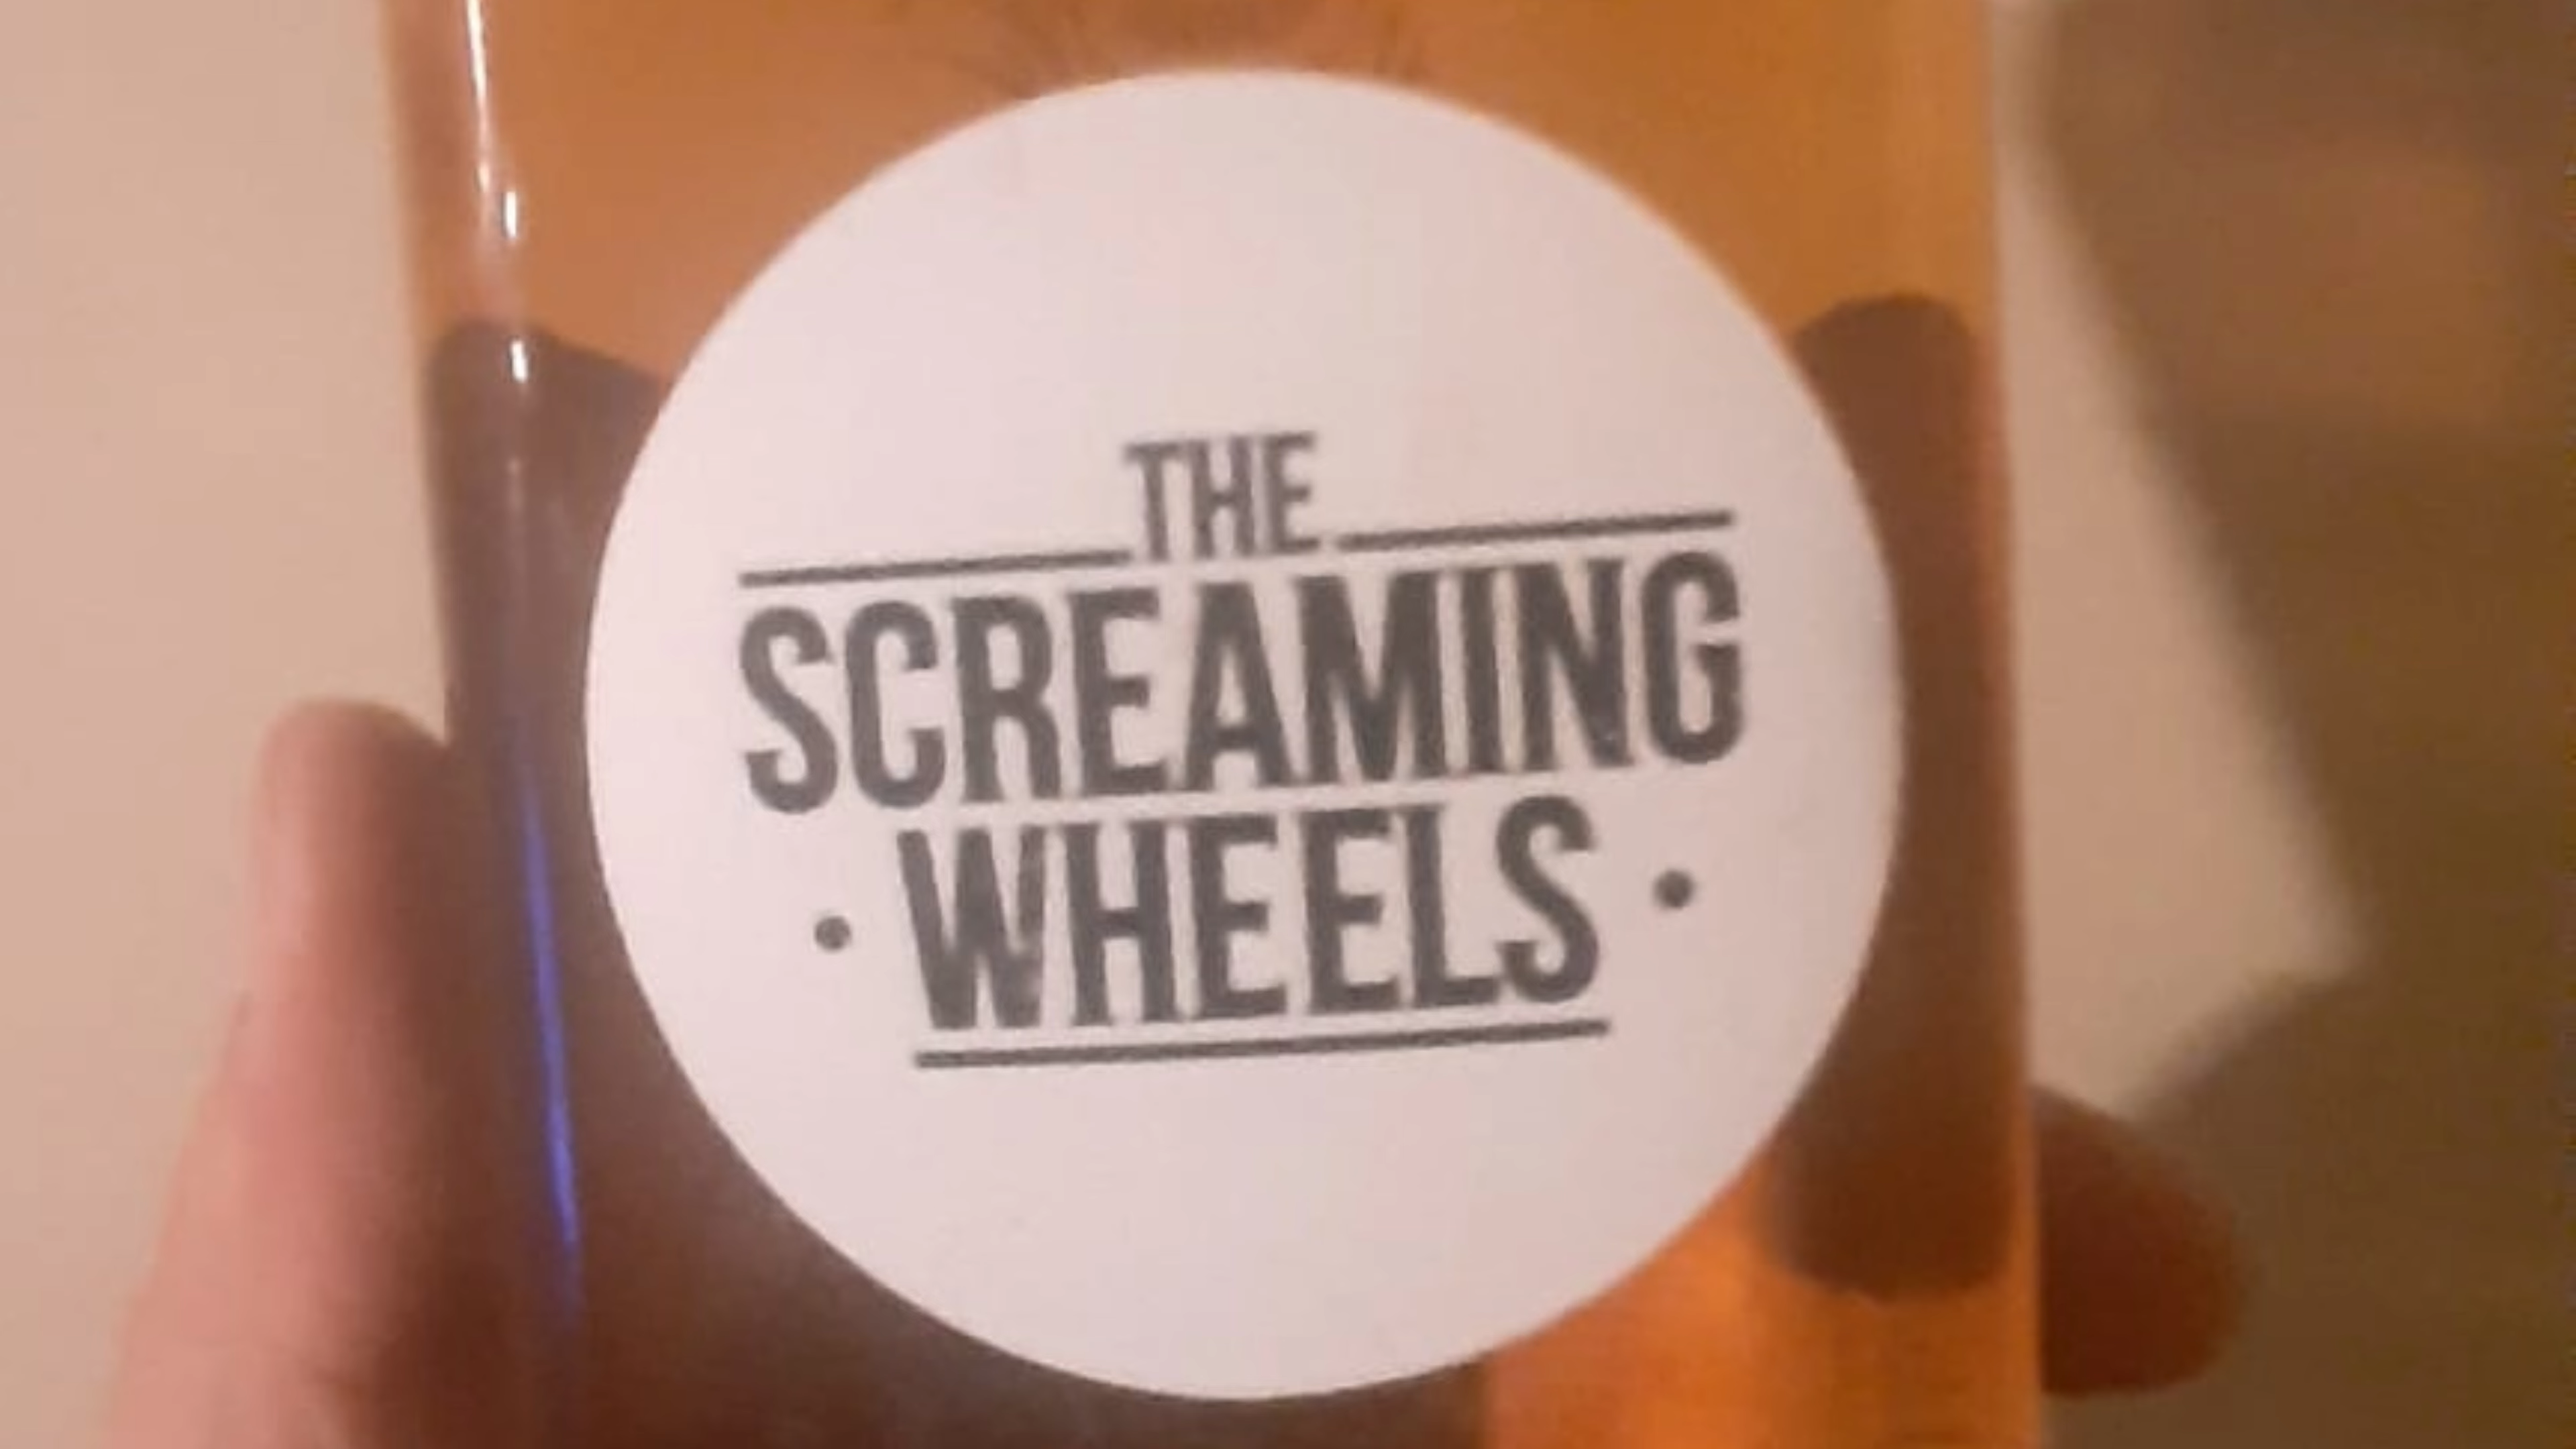 THE
SCREAMING
• WHEELS •